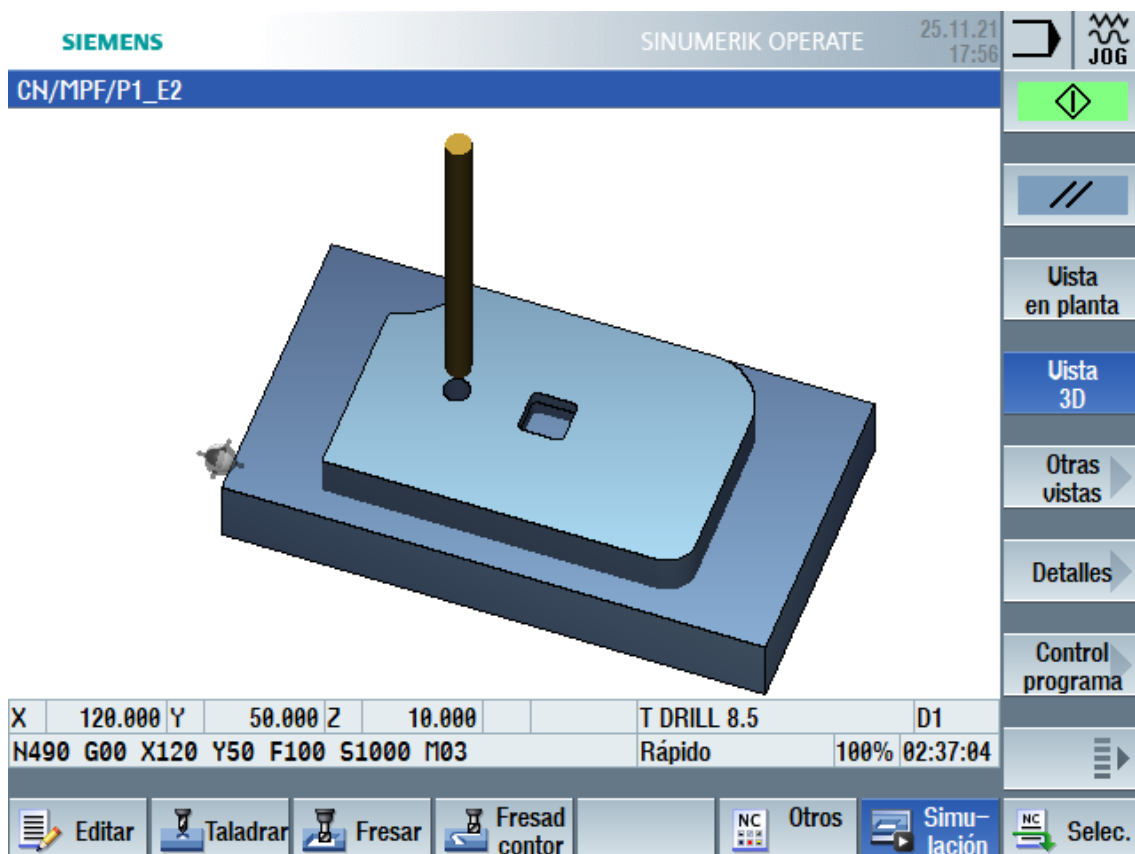 SIEMENS
SINUMERIK OPERATE
25.11.21
17:56
JOG
CN/MPF/P1_E2
Vista
en planta
Vista
3D
Otras
vistas
Detalles
Control
programa
X 120.000 Y 50.000 Z 10.000 T DRILL 8.5 D1
N490 G00 X120 Y50 F100 S1000 M03 Rápido 100% 02:37:04
Editar
Taladrar
Fresar
Fresad
contor
NC
Otros
Simu-
lación
NC
Selec.